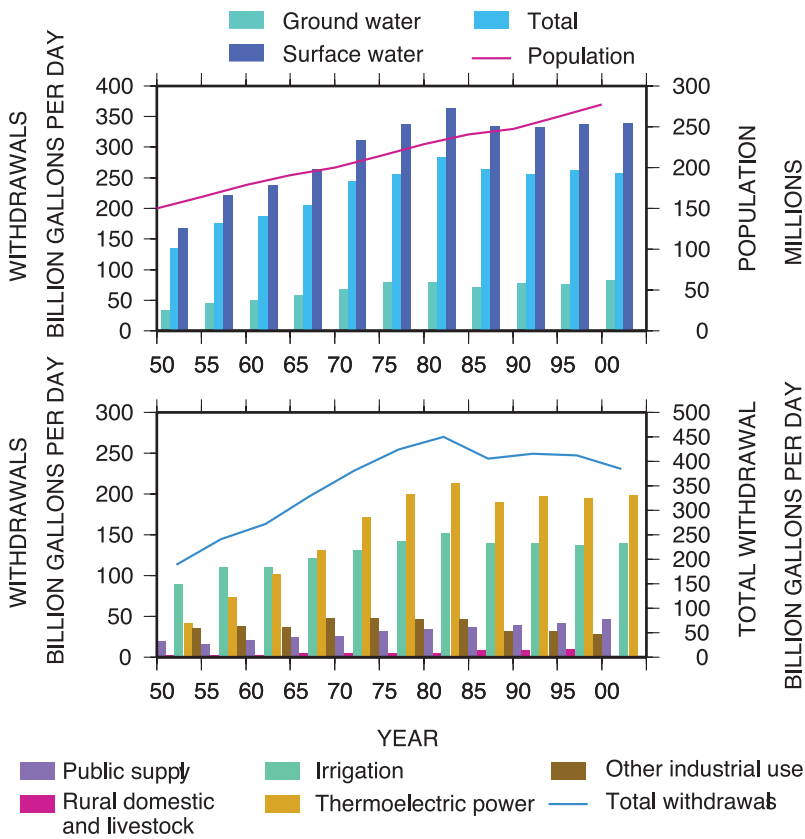 Ground water
Total
Surface water
Population
WITHDRAWALS
BILLION GALLONS PER DAY
400
350
300
250
200
150
100
50
0
300
250
200
150
100
50
0
POPULATION
MILLIONS
50 55 60 65 70 75 80 85 90 95 00
WITHDRAWALS
BILLION GALLONS PER DAY
300
250
200
150
100
50
0
500
450
400
350
300
250
200
150
100
50
0
TOTAL WITHDRAWAL
BILLION GALLONS PER DAY
50 55 60 65 70 75 80 85 90 95 00
YEAR
Public supply
Irrigation
Other industrial use
Rural domestic
and livestock
Thermoelectric power
Total withdrawals